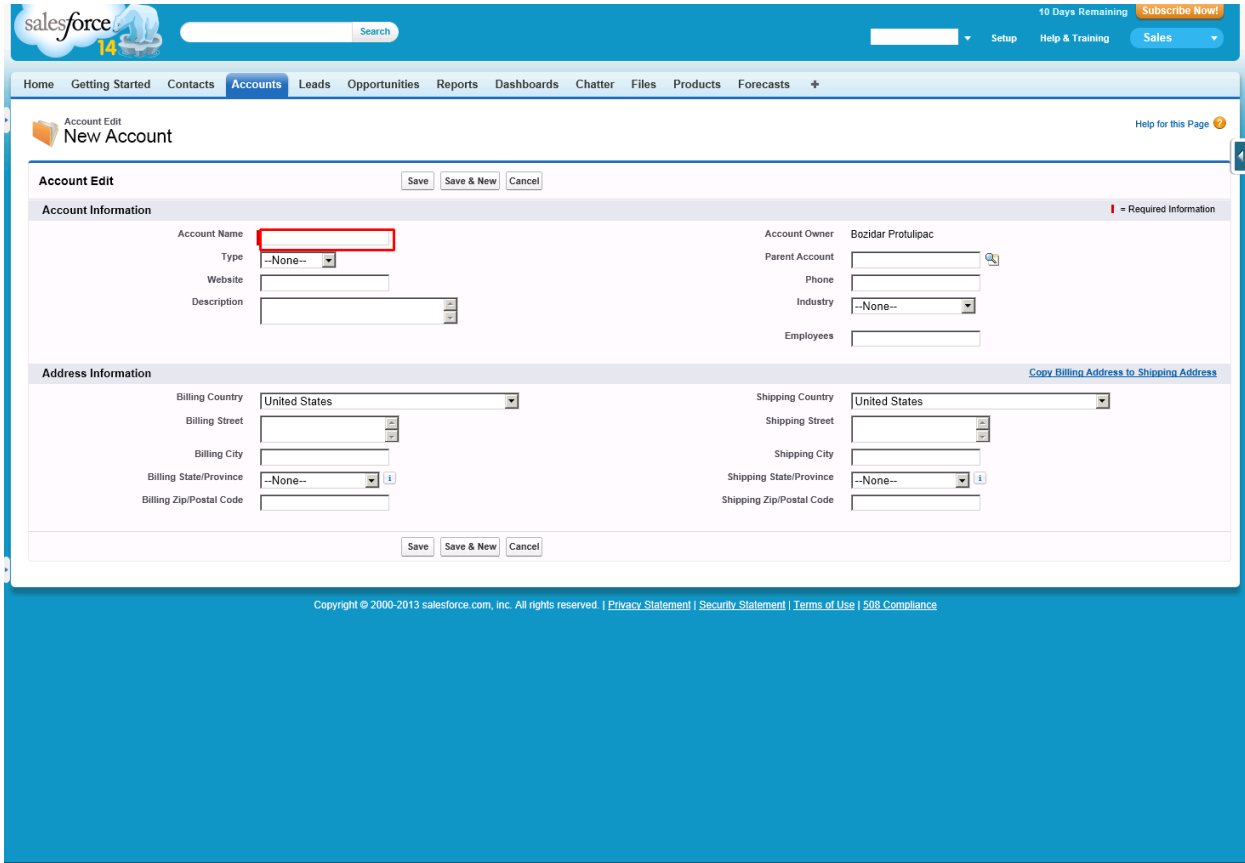 10 Days Remaining Subscribe Now!
salesforce
14
Search
Setup Help & Training Sales
Home Getting Started Contacts Accounts Leads Opportunities Reports Dashboards Chatter Files Products Forecasts +
Account Edit
New Account
Help for this Page ?
Account Edit Save Save & New Cancel
Account Information = Required Information
Account Name Account Owner Bozidar Protulipac
Type --None-- Parent Account
Website Phone
Description Industry --None--
Employees
Address Information Copy Billing Address to Shipping Address
Billing Country United States Shipping Country United States
Billing Street Shipping Street
Billing City Shipping City
Billing State/Province --None-- i Shipping State/Province --None-- i
Billing Zip/Postal Code Shipping Zip/Postal Code
Save Save & New Cancel
Copyright © 2000-2013 salesforce.com, inc. All rights reserved. | Privacy Statement | Security Statement | Terms of Use | 508 Compliance